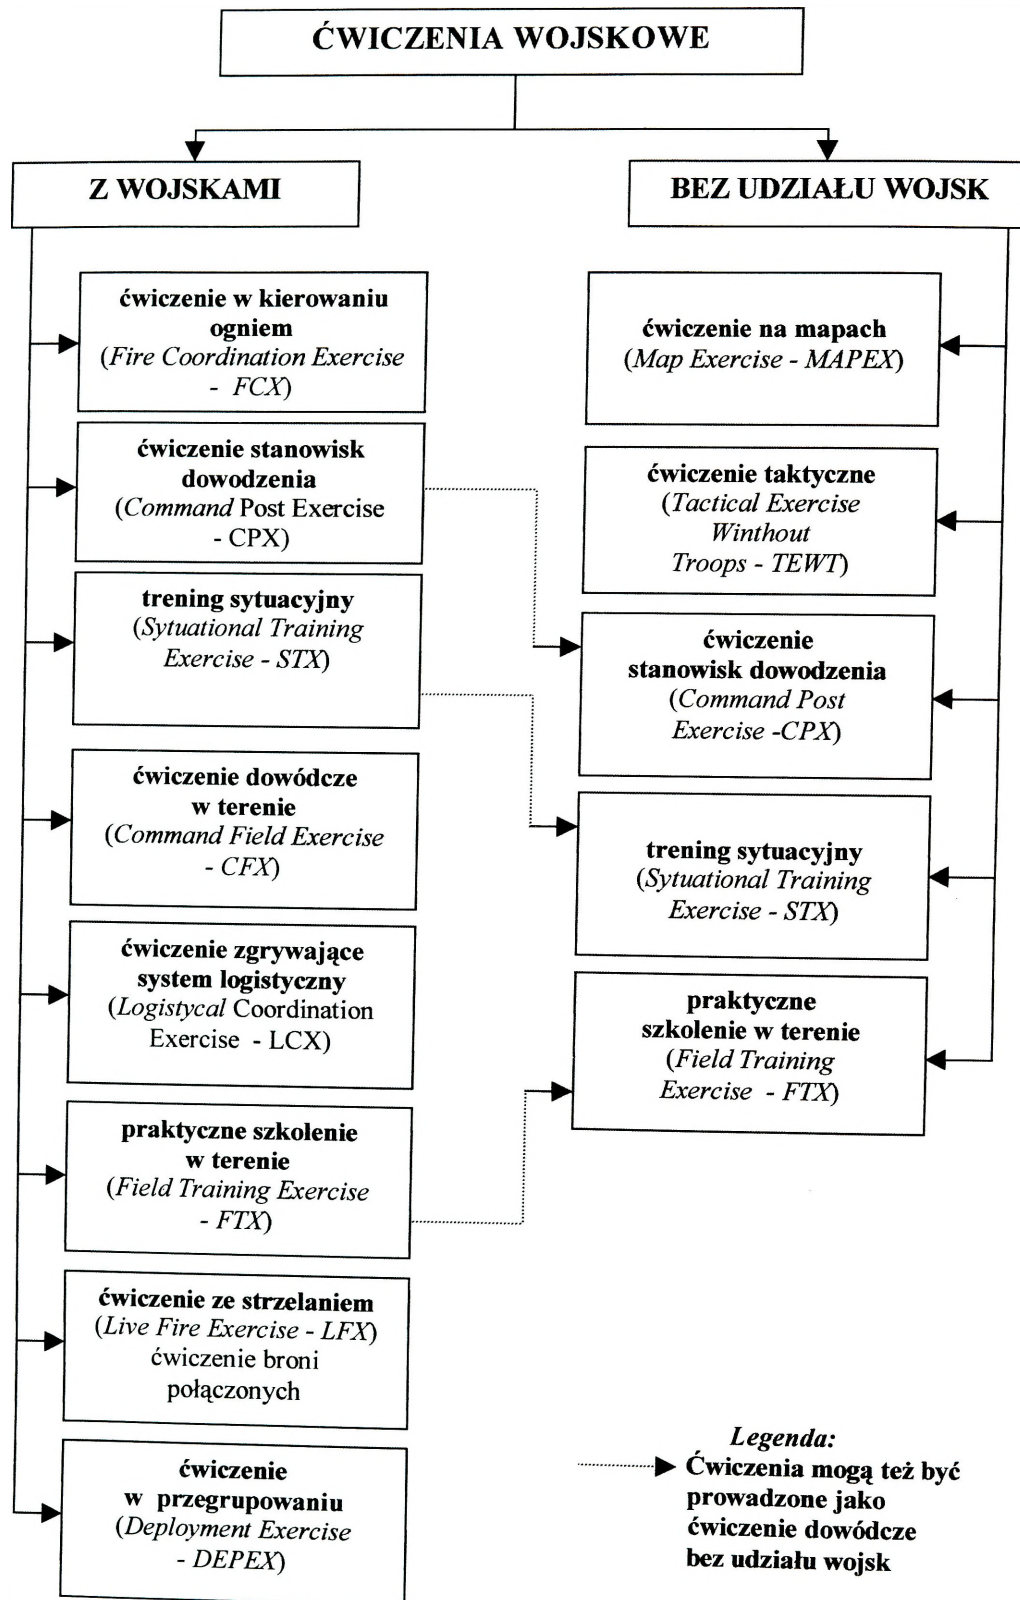 ĆWICZENIA WOJSKOWE
Z WOJSKAMI
BEZ UDZIAŁU WOJSK
ćwiczenie w kierowaniu
ogniem
(Fire Coordination Exercise
- FCX)
ćwiczenie stanowisk
dowodzenia
(Command Post Exercise
- CPX)
trening sytuacyjny
(Sytuational Training
Exercise - STX)
ćwiczenie dowódcze
w terenie
(Command Field Exercise
- CFX)
ćwiczenie zgrywające
system logistyczny
(Logistycal Coordination
Exercise - LCX)
praktyczne szkolenie
w terenie
(Field Training Exercise
- FTX)
ćwiczenie ze strzelaniem
(Live Fire Exercise - LFX)
ćwiczenie broni
połączonych
ćwiczenie
w przegrupowaniu
(Deployment Exercise
- DEPEX)
ćwiczenie na mapach
(Map Exercise - MAPEX)
ćwiczenie taktyczne
(Tactical Exercise
Winthout
Troops - TEWT)
ćwiczenie
stanowisk dowodzenia
(Command Post
Exercise -CPX)
trening sytuacyjny
(Sytuational Training
Exercise - STX)
praktyczne
szkolenie w terenie
(Field Training
Exercise - FTX)
Legenda:
Ćwiczenia mogą też być
prowadzone jako
ćwiczenie dowódcze
bez udziału wojsk